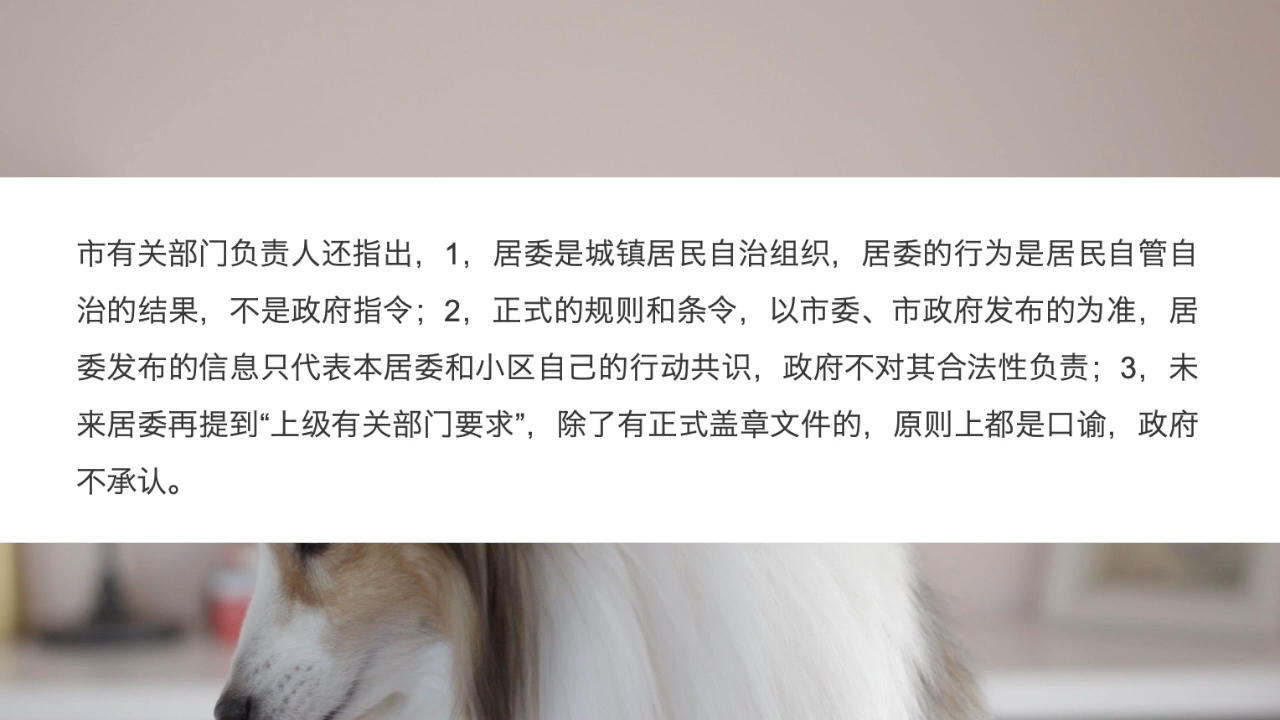 市有关部门负责人还指出，1，居委是城镇居民自治组织，居委的行为是居民自管自
治的结果，不是政府指令；2，正式的规则和条令，以市委、市政府发布的为准，居
委发布的信息只代表本居委和小区自己的行动共识，政府不对其合法性负责；3，未
来居委再提到“上级有关部门要求”，除了有正式盖章文件的，原则上都是口谕，政府
不承认。